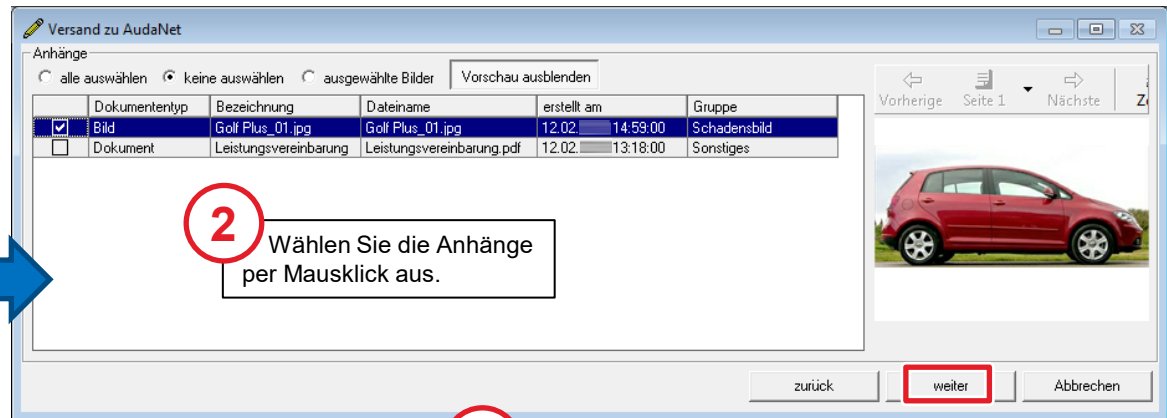 Versand zu AudaNet
Anhänge
alle auswählen keine auswählen ausgewählte Bilder Vorschau ausblenden
Vorherige Seite 1 Nächste
Dokumententyp Bezeichnung Dateiname erstellt am Gruppe
Bild Golf Plus_01.jpg Golf Plus_01.jpg 12.02. 14:59:00 Schadensbild
Dokument Leistungsvereinbarung Leistungsvereinbarung.pdf 12.02. 13:18:00 Sonstiges
2
Wählen Sie die Anhänge
per Mausklick aus.
zurück weiter Abbrechen